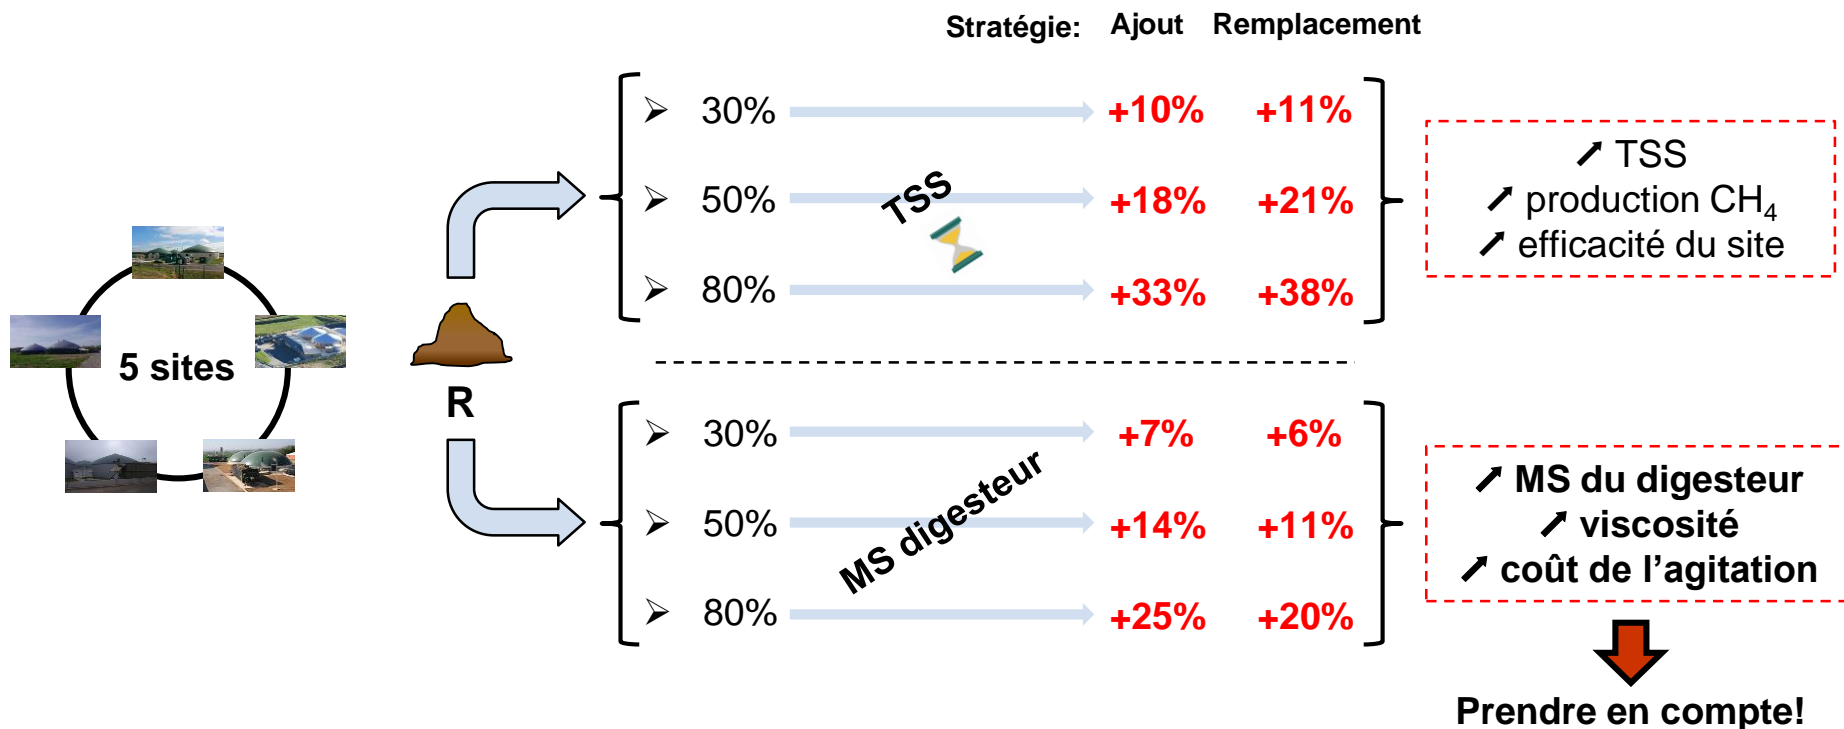 Stratégie: Ajout Remplacement
➢ 30% +10% +11%
➢ 50% +18% +21%
➢ 80% +33% +38%
TSS
➚ TSS
➚ production CH₄
➚ efficacité du site
5 sites
R
➢ 30% +7% +6%
➢ 50% +14% +11%
➢ 80% +25% +20%
MS digesteur
➚ MS du digesteur
➚ viscosité
➚ coût de l’agitation
Prendre en compte!